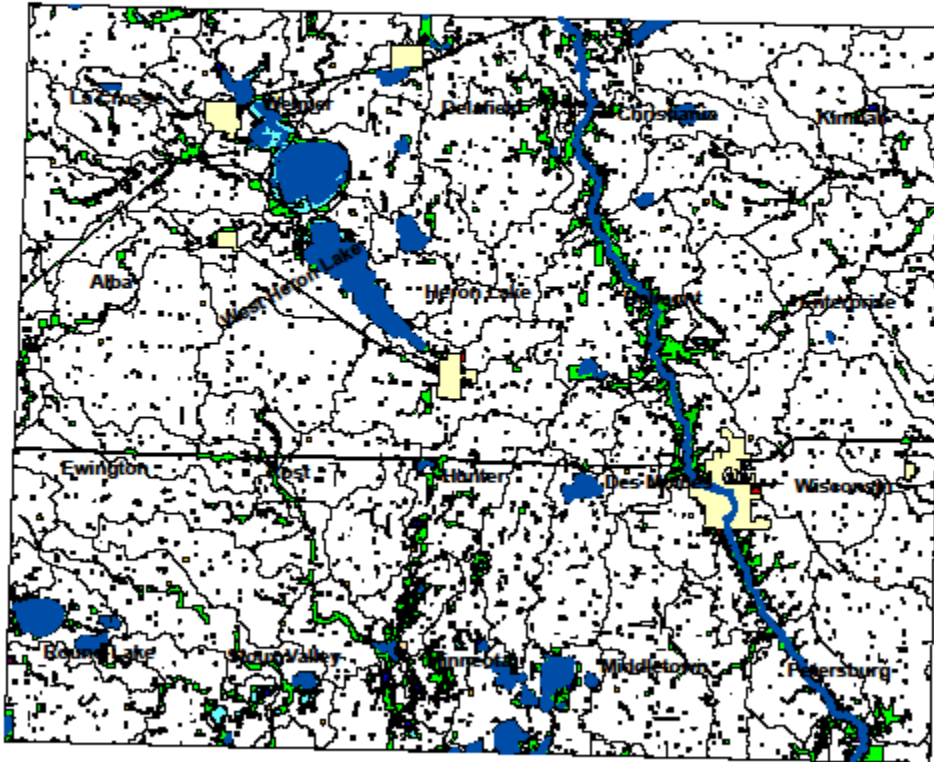 La Crosse
Weimer
Delafield
Christiania
Kimball
Alba
West Heron Lake
Heron Lake
Belmont
Enterprise
Ewington
West
Hunter
Des Moines
Wisconsin
Round Lake
Sioux Valley
Minneota
Middletown
Petersburg